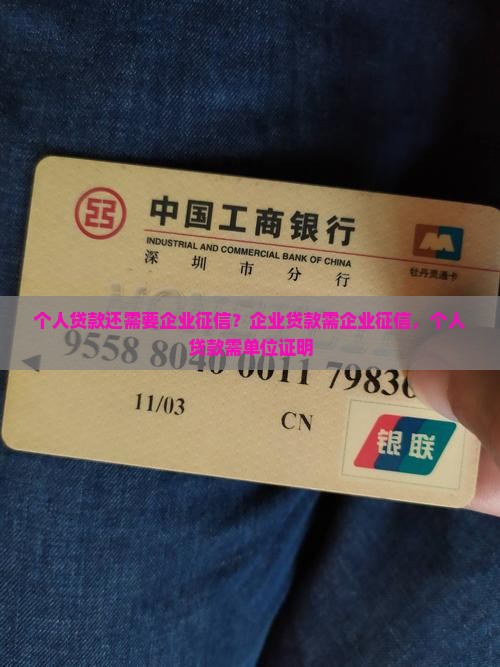 中国工商银行
INDUSTRIAL AND COMMERCIAL BANK OF CHINA
深圳市分行
牡丹灵通卡
个人贷款还需要企业征信？企业贷款需企业征信，个人
贷款需单位证明
9558 8040 0011 7983
11/03 CN
银联